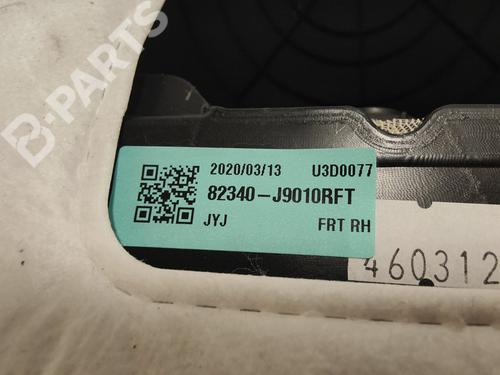 B-PARTS
2020/03/13 U3D0077
82340-J9010RFT
JYJ FRT RH
460312